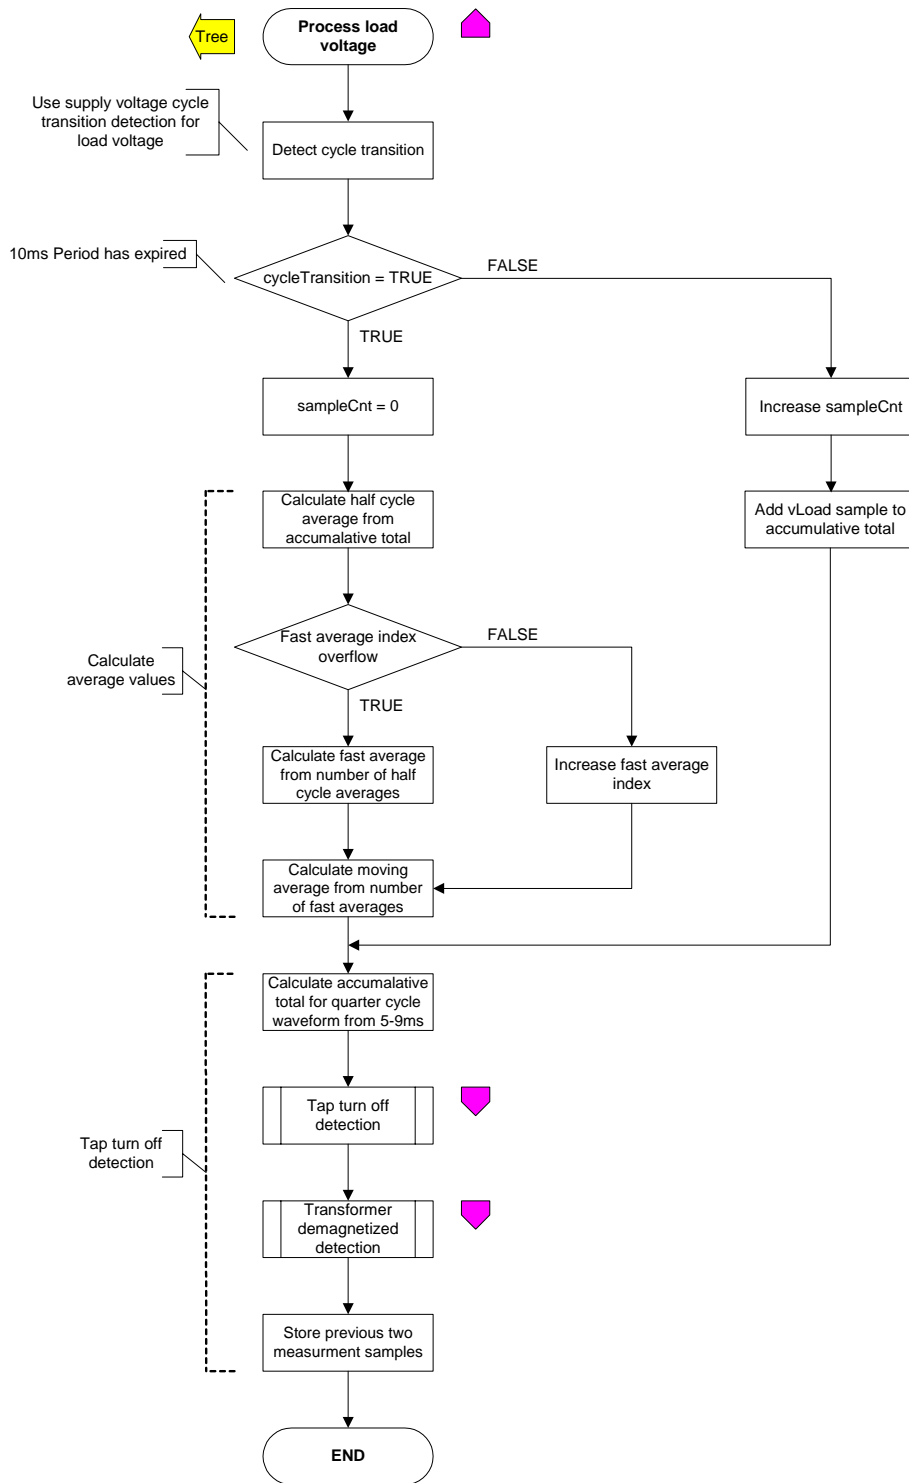 Tree
Process load
voltage
Use supply voltage cycle
transition detection for
load voltage
Detect cycle transition
10ms Period has expired
cycleTransition = TRUE
FALSE
TRUE
sampleCnt = 0
Increase sampleCnt
Calculate half cycle
average from
accumalative total
Add vLoad sample to
accumulative total
Fast average index
overflow
FALSE
TRUE
Calculate
average values
Calculate fast average
from number of half
cycle averages
Increase fast average
index
Calculate moving
average from number
of fast averages
Calculate accumalative
total for quarter cycle
waveform from 5-9ms
Tap turn off
detection
Tap turn off
detection
Transformer
demagnetized
detection
Store previous two
measurment samples
END